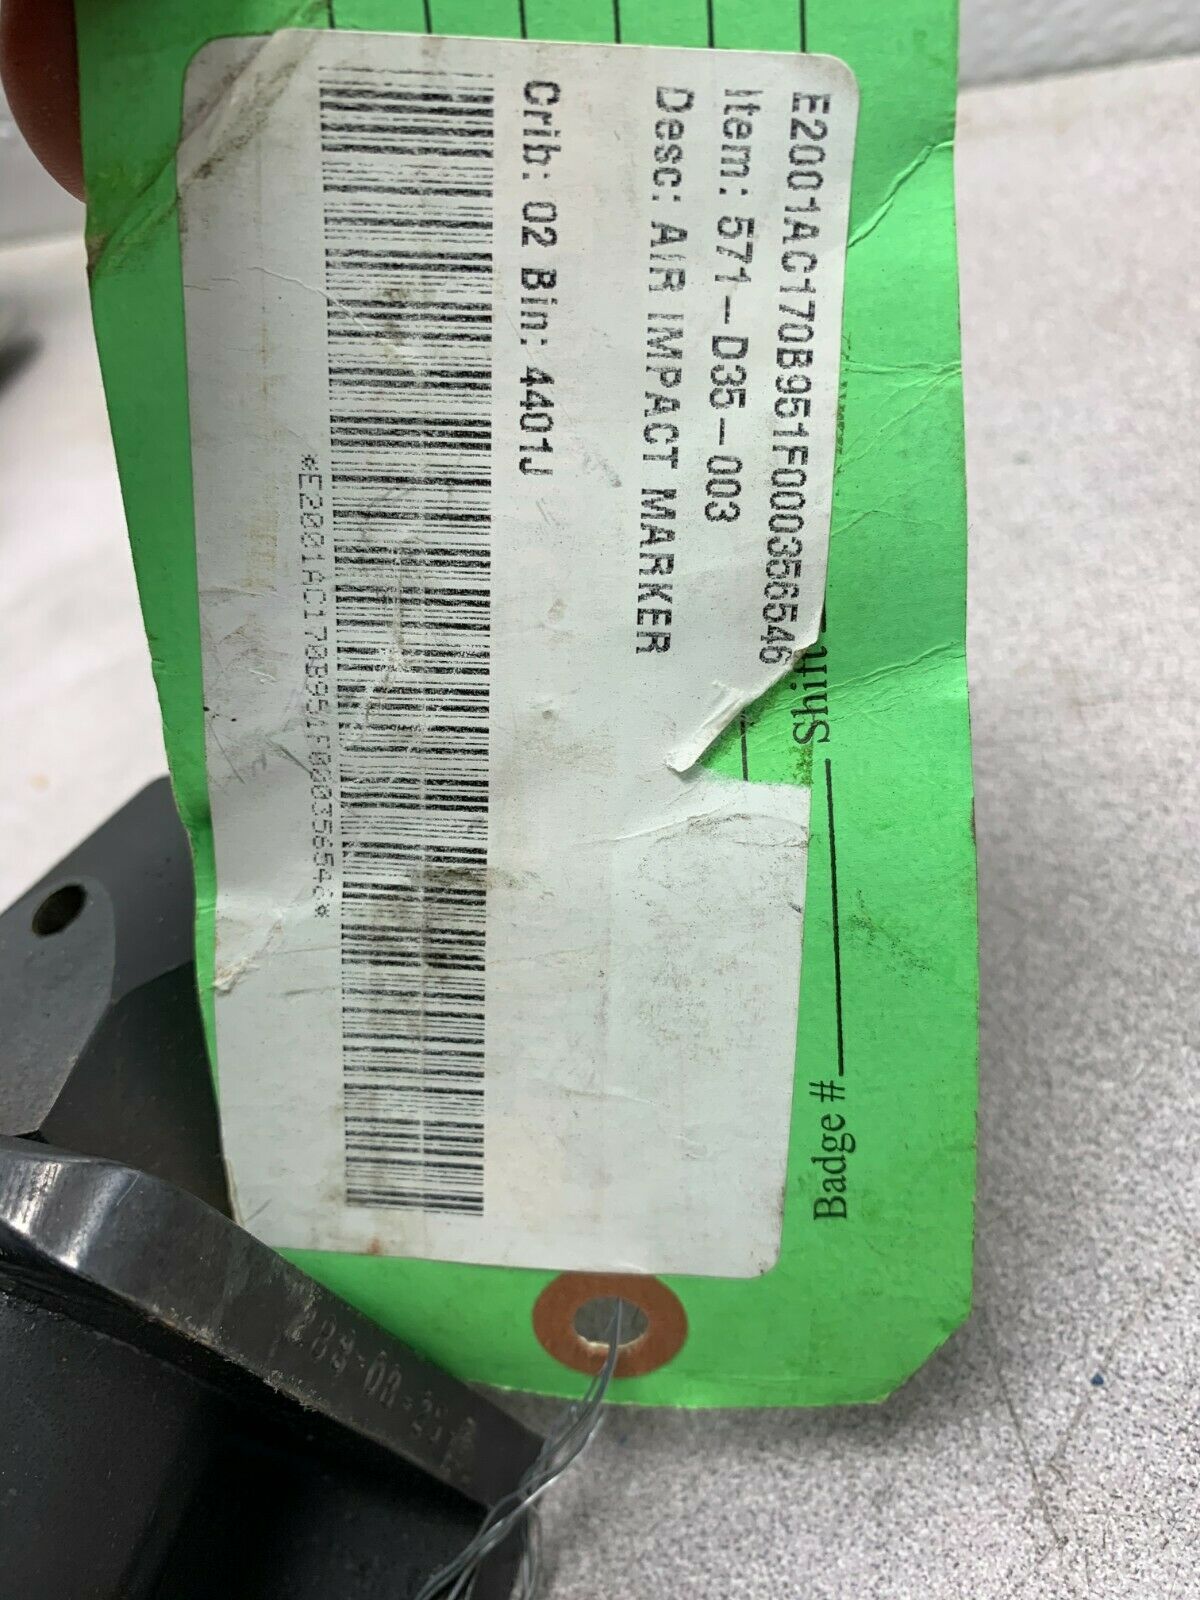 E2001AC170B951F000356546
Item: 571-D35-003
Desc: AIR IMPACT MARKER
Crib: 02 Bin: 4401J
*E2001AC170B951F000356546*
Badge # Shift